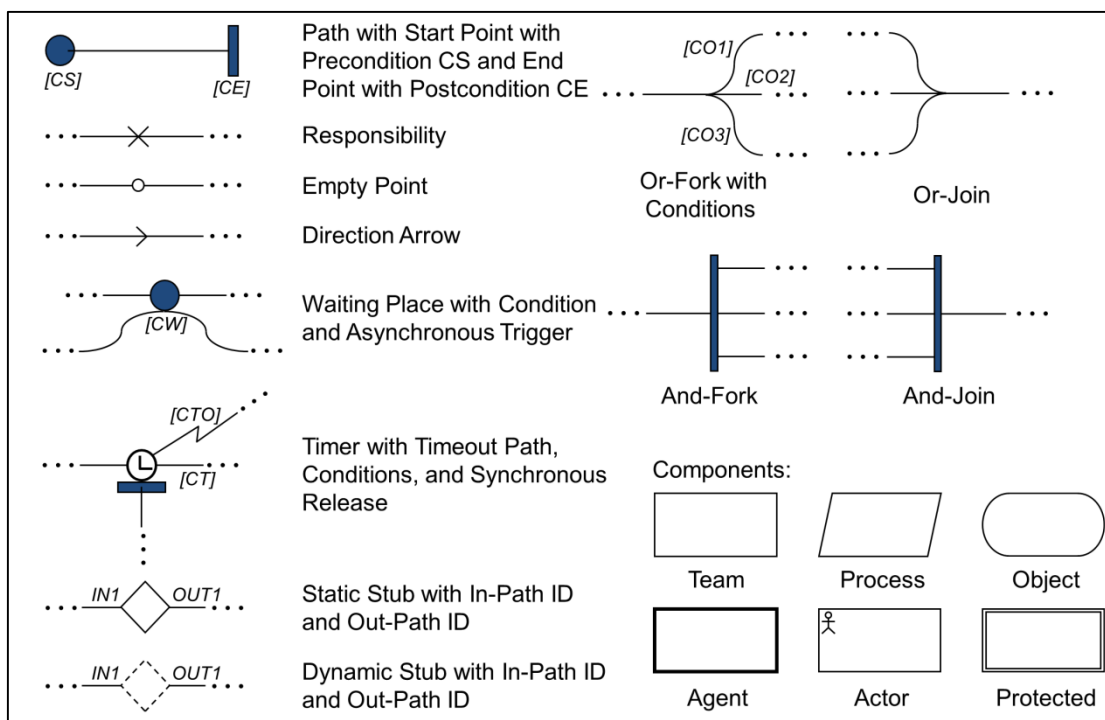 [CS]
[CE]
Path with Start Point with
Precondition CS and End
Point with Postcondition CE
Responsibility
Empty Point
Direction Arrow
[CW]
Waiting Place with Condition
and Asynchronous Trigger
[CTO]
[CT]
Timer with Timeout Path,
Conditions, and Synchronous
Release
IN1
OUT1
Static Stub with In-Path ID
and Out-Path ID
IN1
OUT1
Dynamic Stub with In-Path ID
and Out-Path ID
[CO1]
[CO2]
[CO3]
Or-Fork with
Conditions
Or-Join
And-Fork
And-Join
Components:
Team
Process
Object
Agent
Actor
Protected